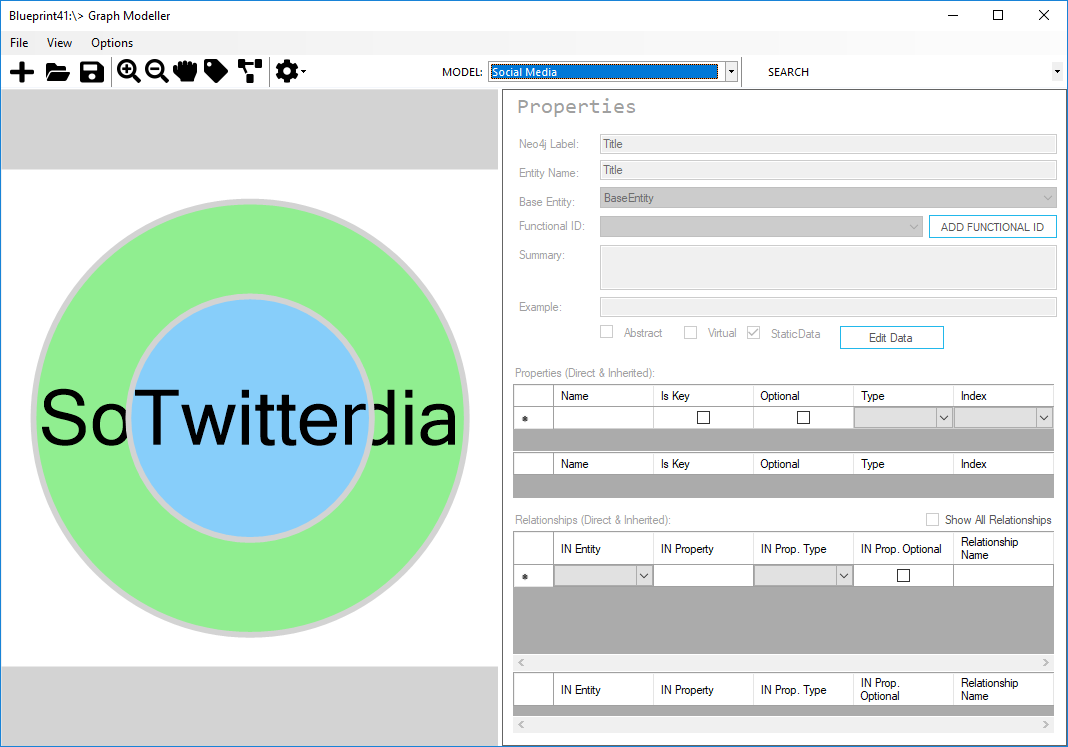 Blueprint41:\> Graph Modeller
File View Options
MODEL: Social Media SEARCH
Properties
Neo4j Label: Title
Entity Name: Title
Base Entity: BaseEntity
Functional ID: ADD FUNCTIONAL ID
Summary:
Example:
Abstract Virtual StaticData Edit Data
Properties (Direct & Inherited):
Name Is Key Optional Type Index
Name Is Key Optional Type Index
Relationships (Direct & Inherited): Show All Relationships
IN Entity IN Property IN Prop. Type IN Prop. Optional Relationship Name
IN Entity IN Property IN Prop. Type IN Prop. Optional Relationship Name
SoTwitterdia